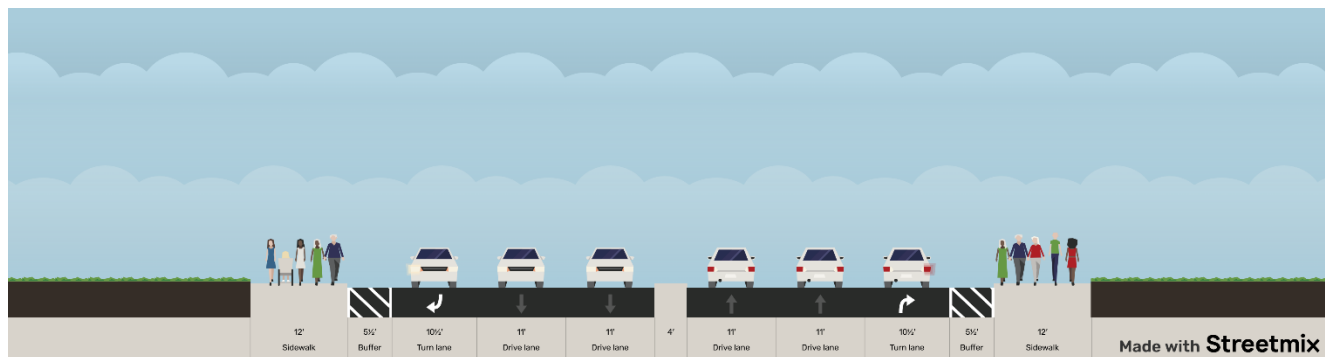 12' 5½' 10½' 11' 11' 4' 11' 11' 10½' 5½' 12'
Sidewalk Buffer Turn lane Drive lane Drive lane Drive lane Drive lane Turn lane Buffer Sidewalk
Made with Streetmix